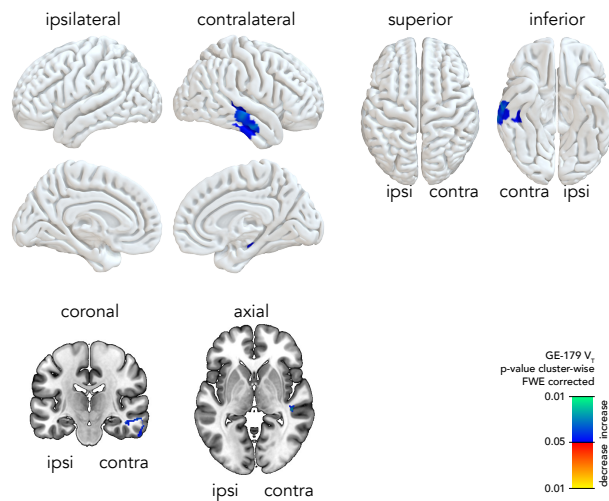 ipsilateral
contralateral
superior
inferior
ipsi
contra
contra
ipsi
coronal
axial
ipsi
contra
ipsi
contra
GE-179 VT
p-value cluster-wise
FWE corrected
0.01
0.05
0.01
increase
decrease